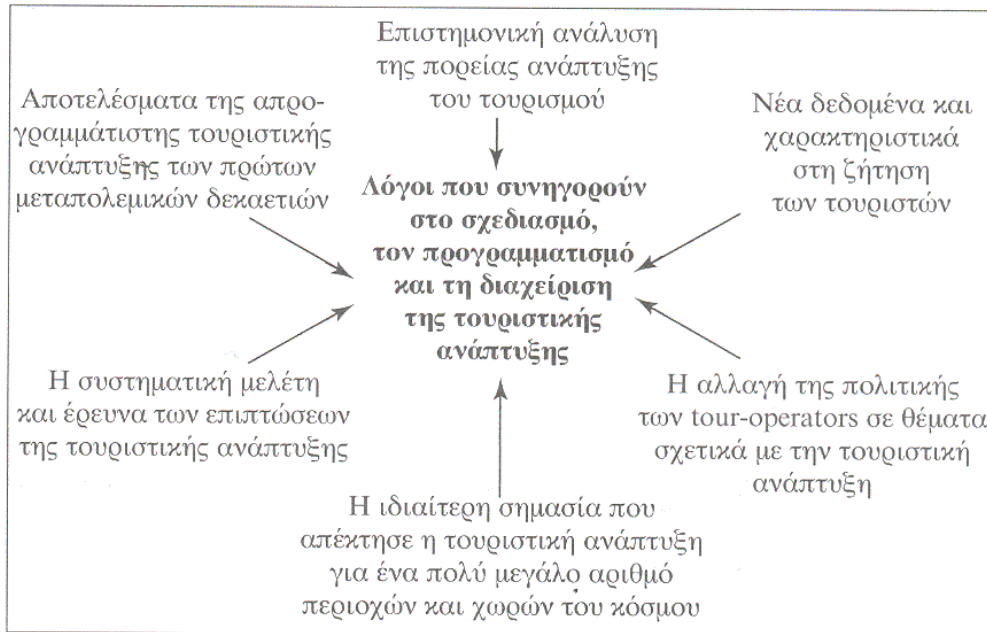 Επιστημονική ανάλυση
της πορείας ανάπτυξης
του τουρισμού
Αποτελέσματα της απρο-
γραμμάτιστης τουριστικής
ανάπτυξης των πρώτων
μεταπολεμικών δεκαετιών
Νέα δεδομένα και
χαρακτηριστικά
στη ζήτηση
των τουριστών
Λόγοι που συνηγορούν
στο σχεδιασμό,
τον προγραμματισμό
και τη διαχείριση
της τουριστικής
ανάπτυξης
Η συστηματική μελέτη
και έρευνα των επιπτώσεων
της τουριστικής ανάπτυξης
Η αλλαγή της πολιτικής
των tour-operators σε θέματα
σχετικά με την τουριστική
ανάπτυξη
Η ιδιαίτερη σημασία που
απέκτησε η τουριστική ανάπτυξη
για ένα πολύ μεγάλο αριθμό
περιοχών και χωρών του κόσμου